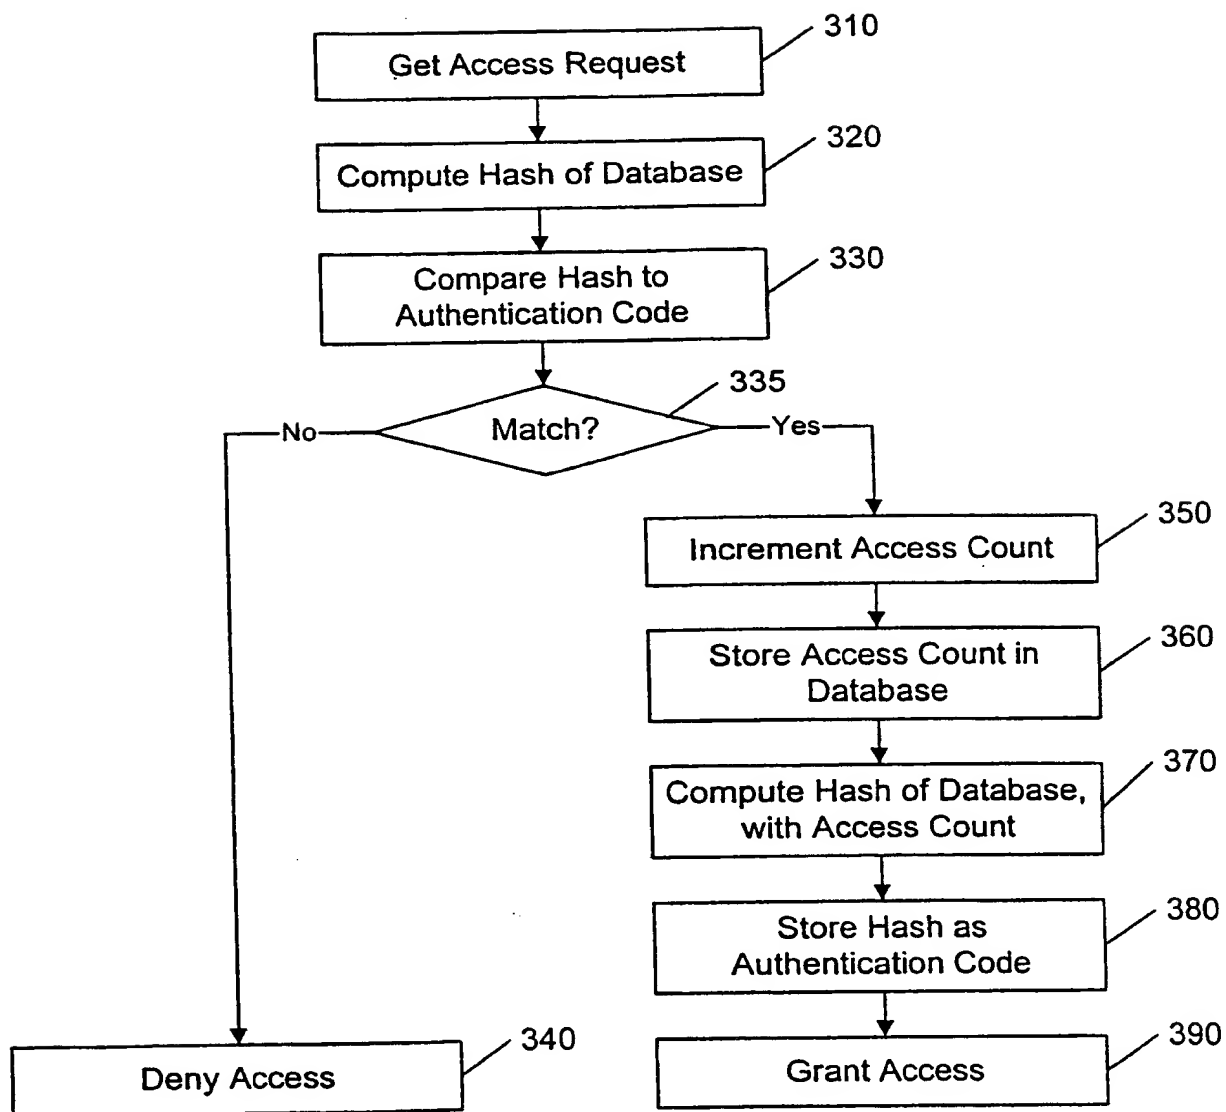 310
Get Access Request
320
Compute Hash of Database
330
Compare Hash to
Authentication Code
335
Match?
No
Yes
350
Increment Access Count
360
Store Access Count in
Database
370
Compute Hash of Database,
with Access Count
380
Store Hash as
Authentication Code
390
Grant Access
340
Deny Access